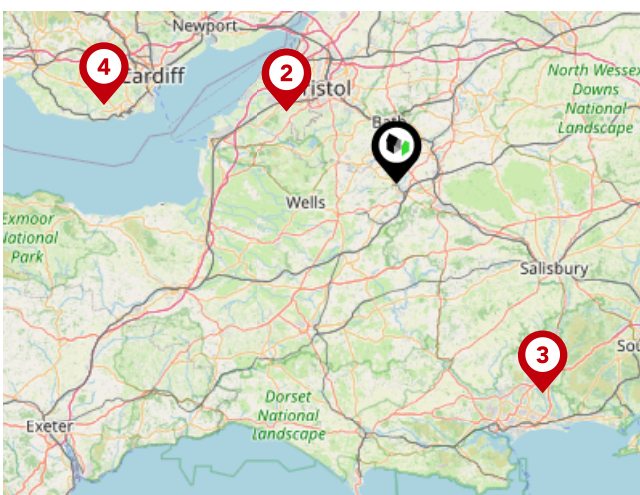 Newport
4
Cardiff
2
Bristol
North Wessex
Downs
National
Landscape
Bath
Wells
Exmoor
National
Park
Salisbury
3
Sou
Dorset
National
Landscape
Exeter